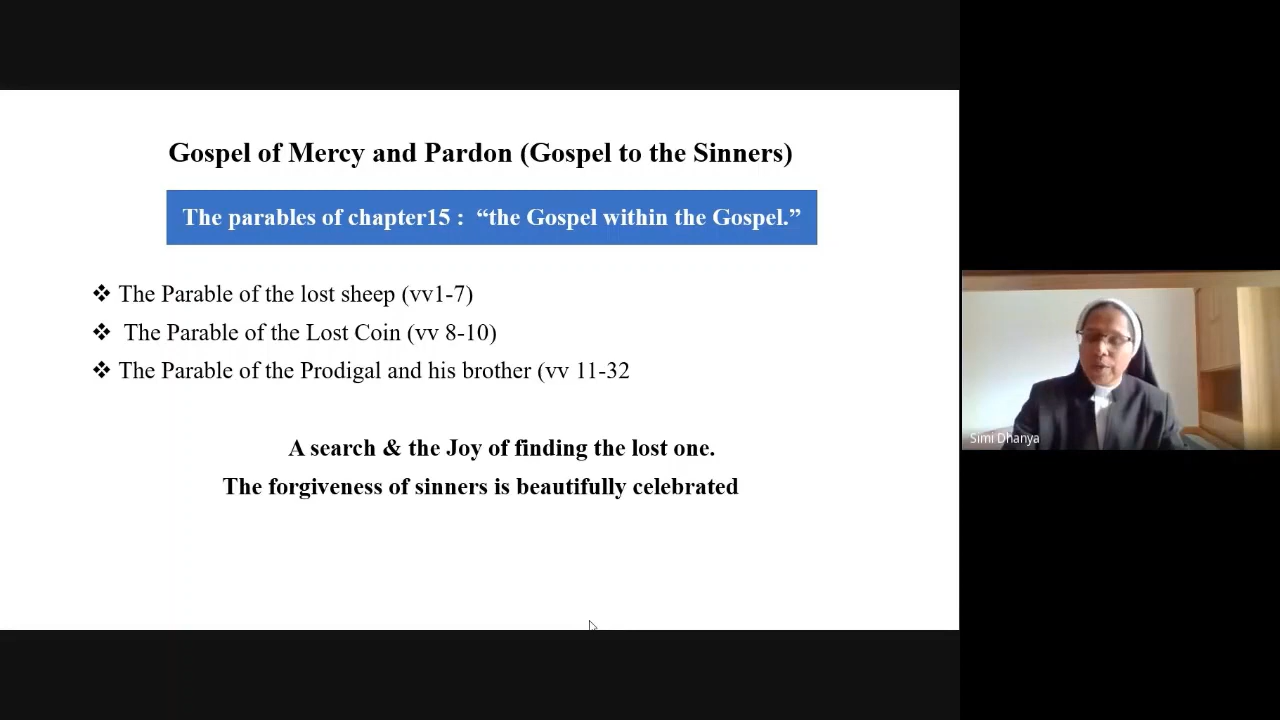 Gospel of Mercy and Pardon (Gospel to the Sinners)
The parables of chapter15 :  “the Gospel within the Gospel.”
❖ The Parable of the lost sheep (vv1-7)
❖ The Parable of the Lost Coin (vv 8-10)
❖ The Parable of the Prodigal and his brother (vv 11-32
A search & the Joy of finding the lost one.
The forgiveness of sinners is beautifully celebrated
Simi Dhanya